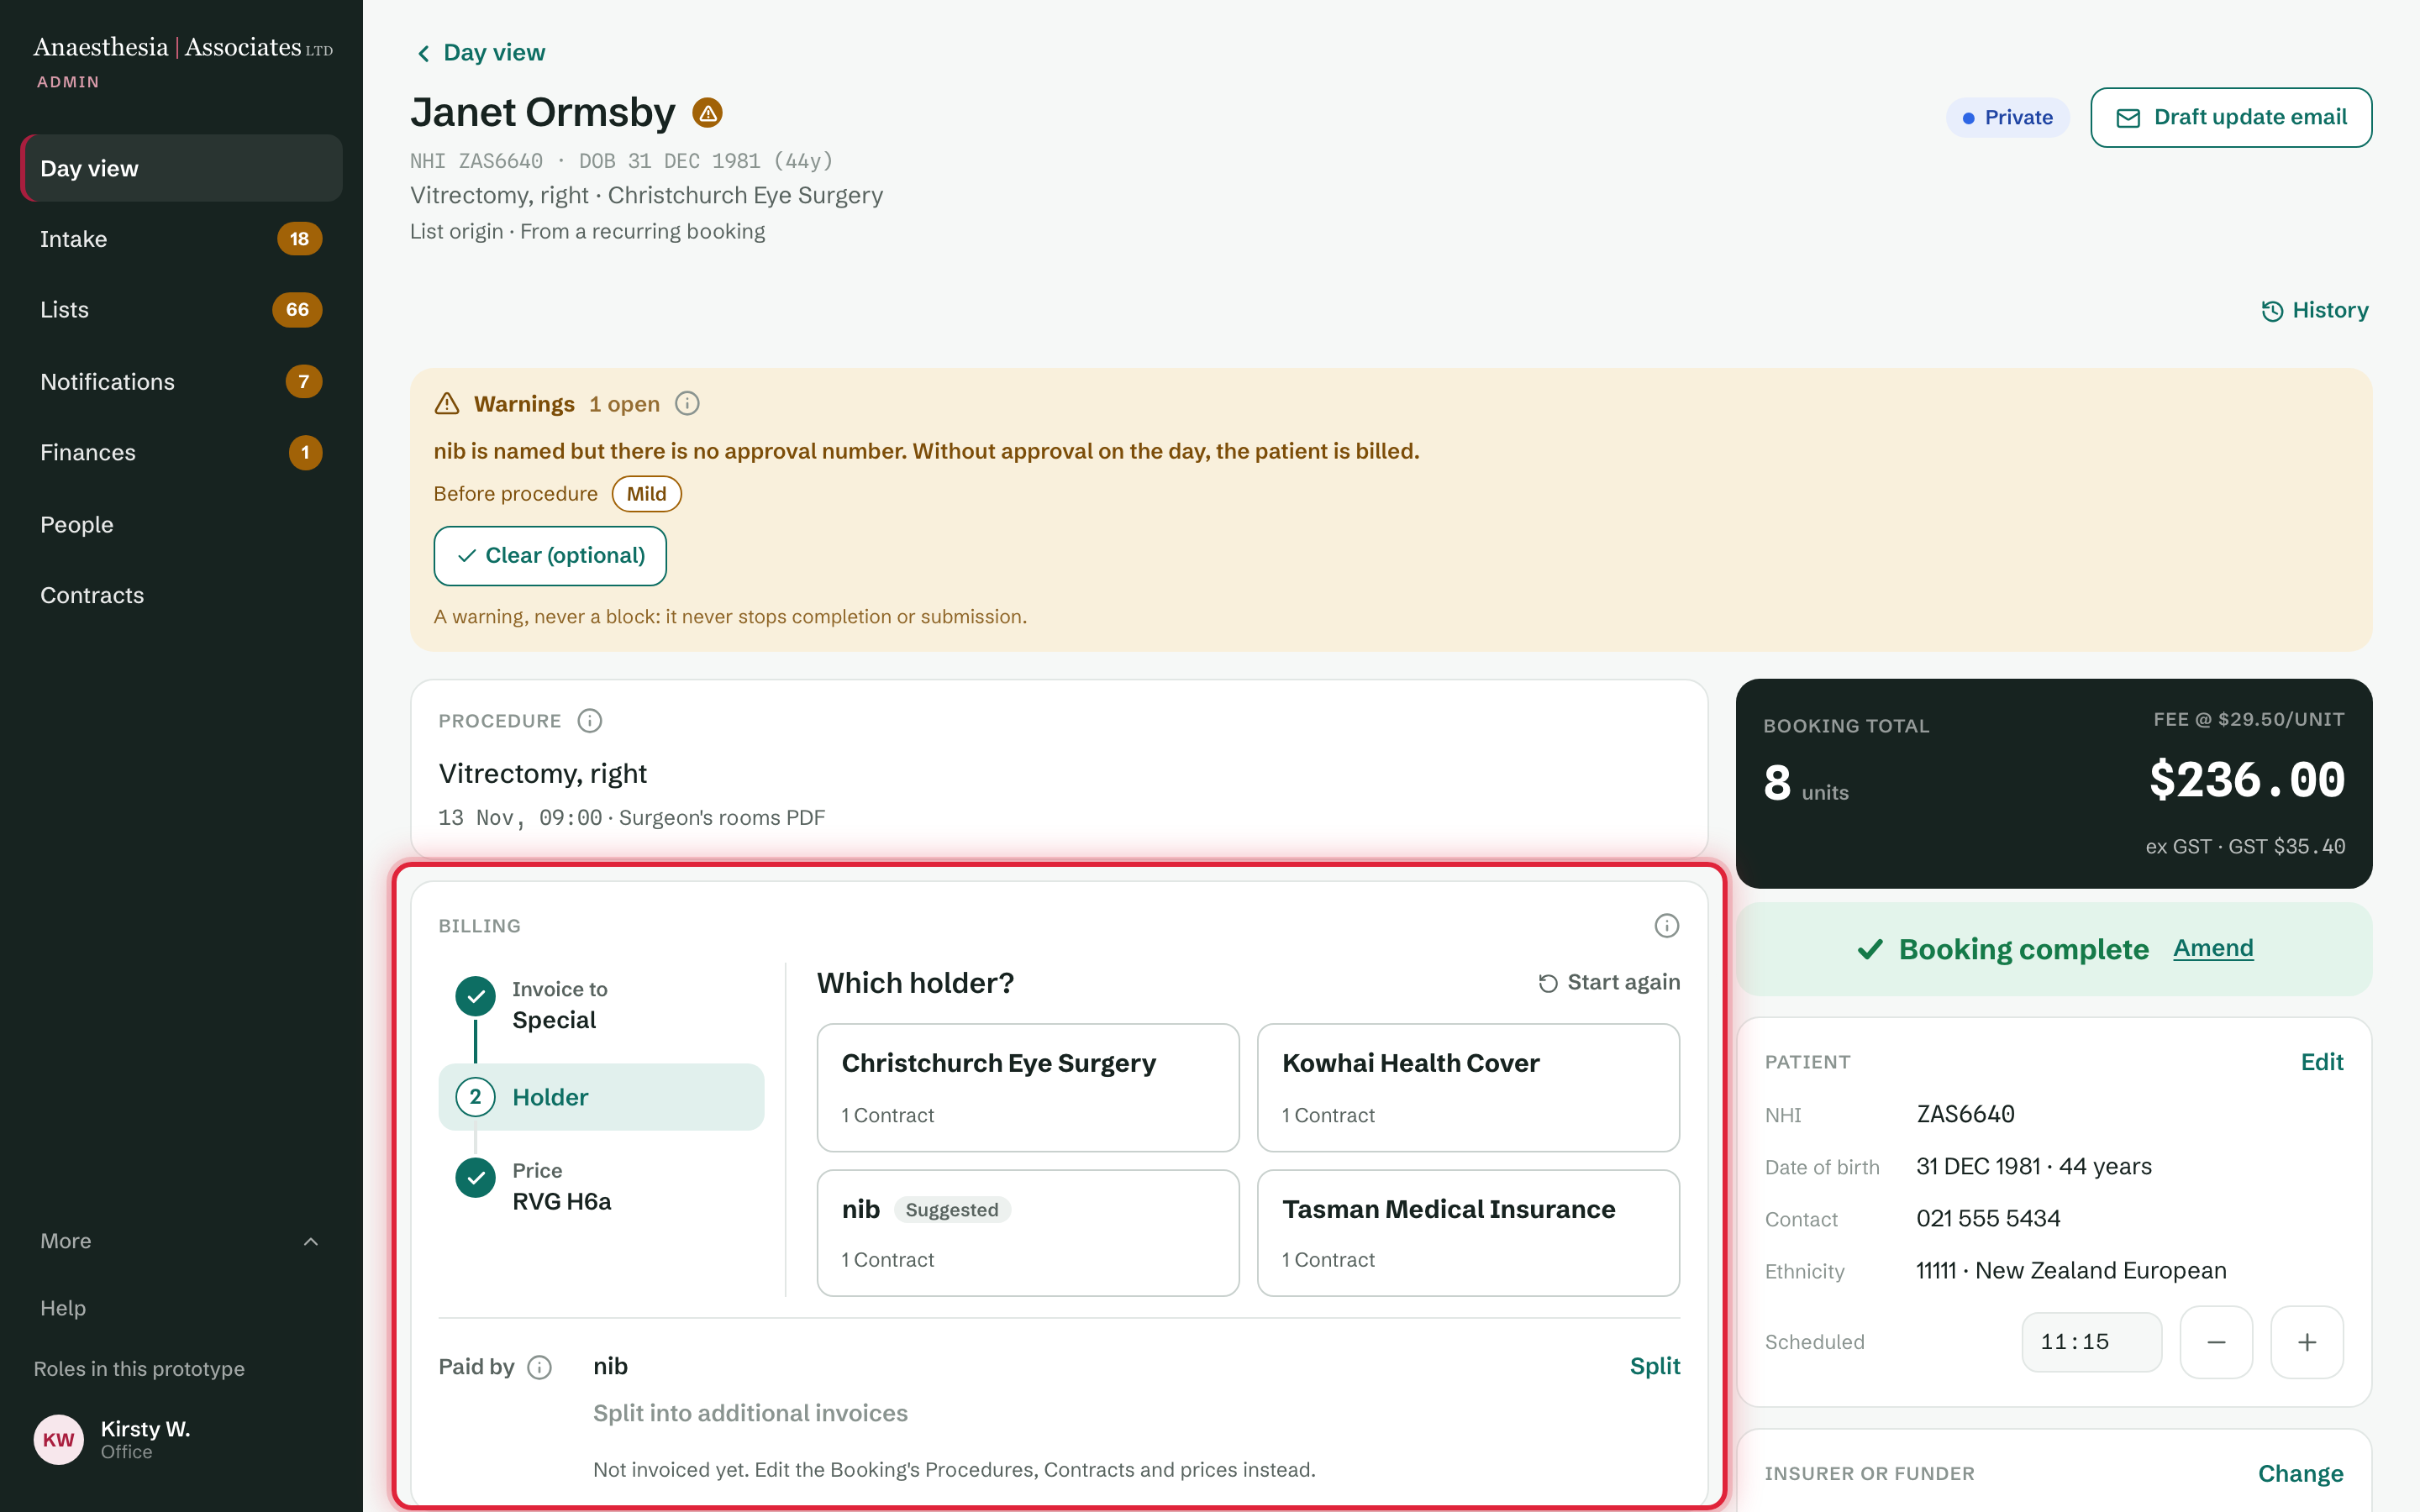 Anaesthesia | Associates LTD
ADMIN
Day view
Intake 18
Lists 66
Notifications 7
Finances 1
People
Contracts
More
Help
Roles in this prototype
KW Kirsty W.
Office
Day view
Janet Ormsby
NHI ZAS6640 · DOB 31 DEC 1981 (44y)
Vitrectomy, right · Christchurch Eye Surgery
List origin · From a recurring booking
Private
Draft update email
History
Warnings 1 open
nib is named but there is no approval number. Without approval on the day, the patient is billed.
Before procedure Mild
Clear (optional)
A warning, never a block: it never stops completion or submission.
PROCEDURE
Vitrectomy, right
13 Nov, 09:00 · Surgeon's rooms PDF
BILLING
Invoice to
Special
2 Holder
Price
RVG H6a
Which holder?
Start again
Christchurch Eye Surgery
1 Contract
Kowhai Health Cover
1 Contract
nib Suggested
1 Contract
Tasman Medical Insurance
1 Contract
Paid by nib Split
Split into additional invoices
Not invoiced yet. Edit the Booking's Procedures, Contracts and prices instead.
BOOKING TOTAL
FEE @ $29.50/UNIT
8 units
$236.00
ex GST · GST $35.40
Booking complete Amend
PATIENT Edit
NHI ZAS6640
Date of birth 31 DEC 1981 · 44 years
Contact 021 555 5434
Ethnicity 11111 · New Zealand European
Scheduled 11:15 − +
INSURER OR FUNDER Change